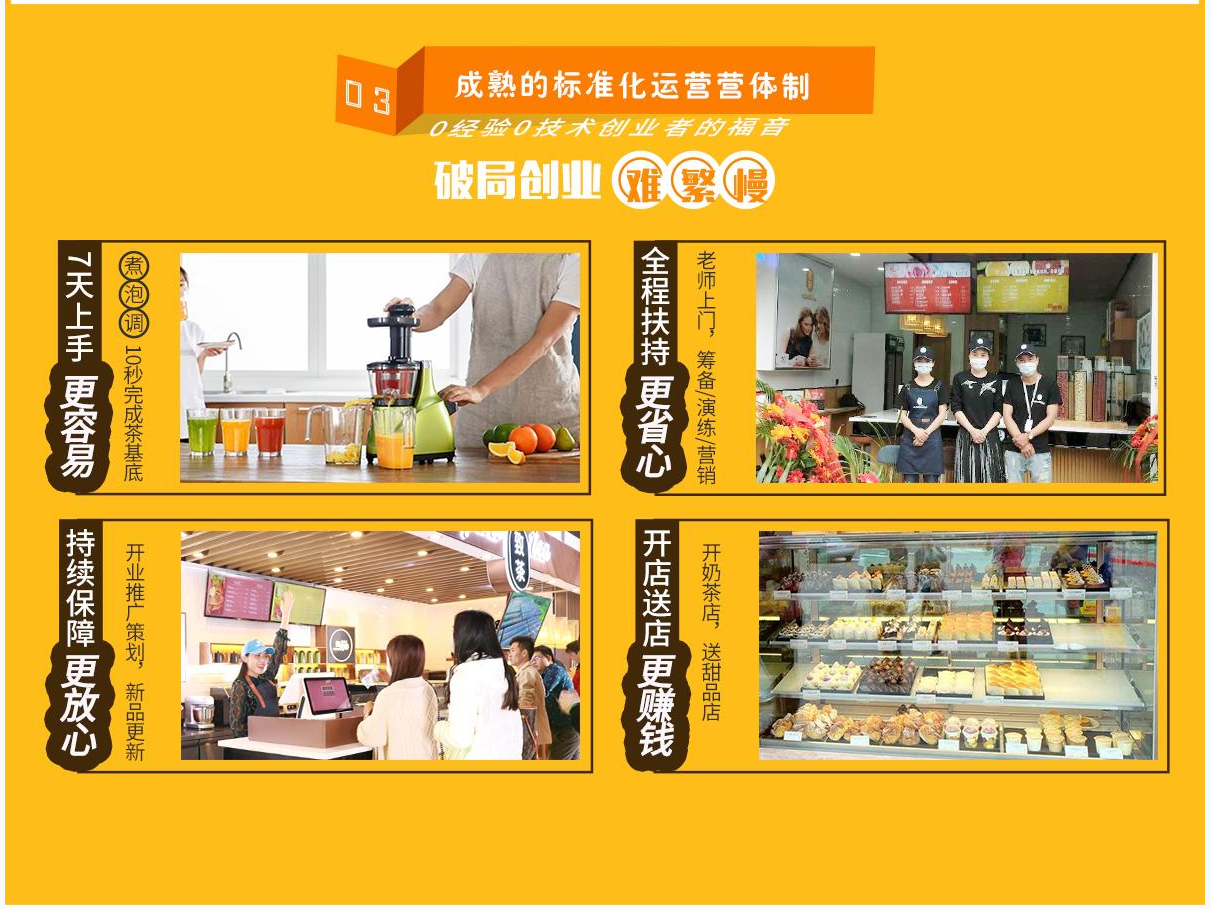 03
成熟的标准化运营营体制
0经验0技术创业者的福音
破局创业 难 繁 慢
7天上手 更容易
煮 泡 调 10秒完成茶基底
全程扶持 更省心
老师上门，筹备/演练/营销
持续保障 更放心
开业推广策划，新品更新
致茶
开店送店 更赚钱
开奶茶店，送甜品店